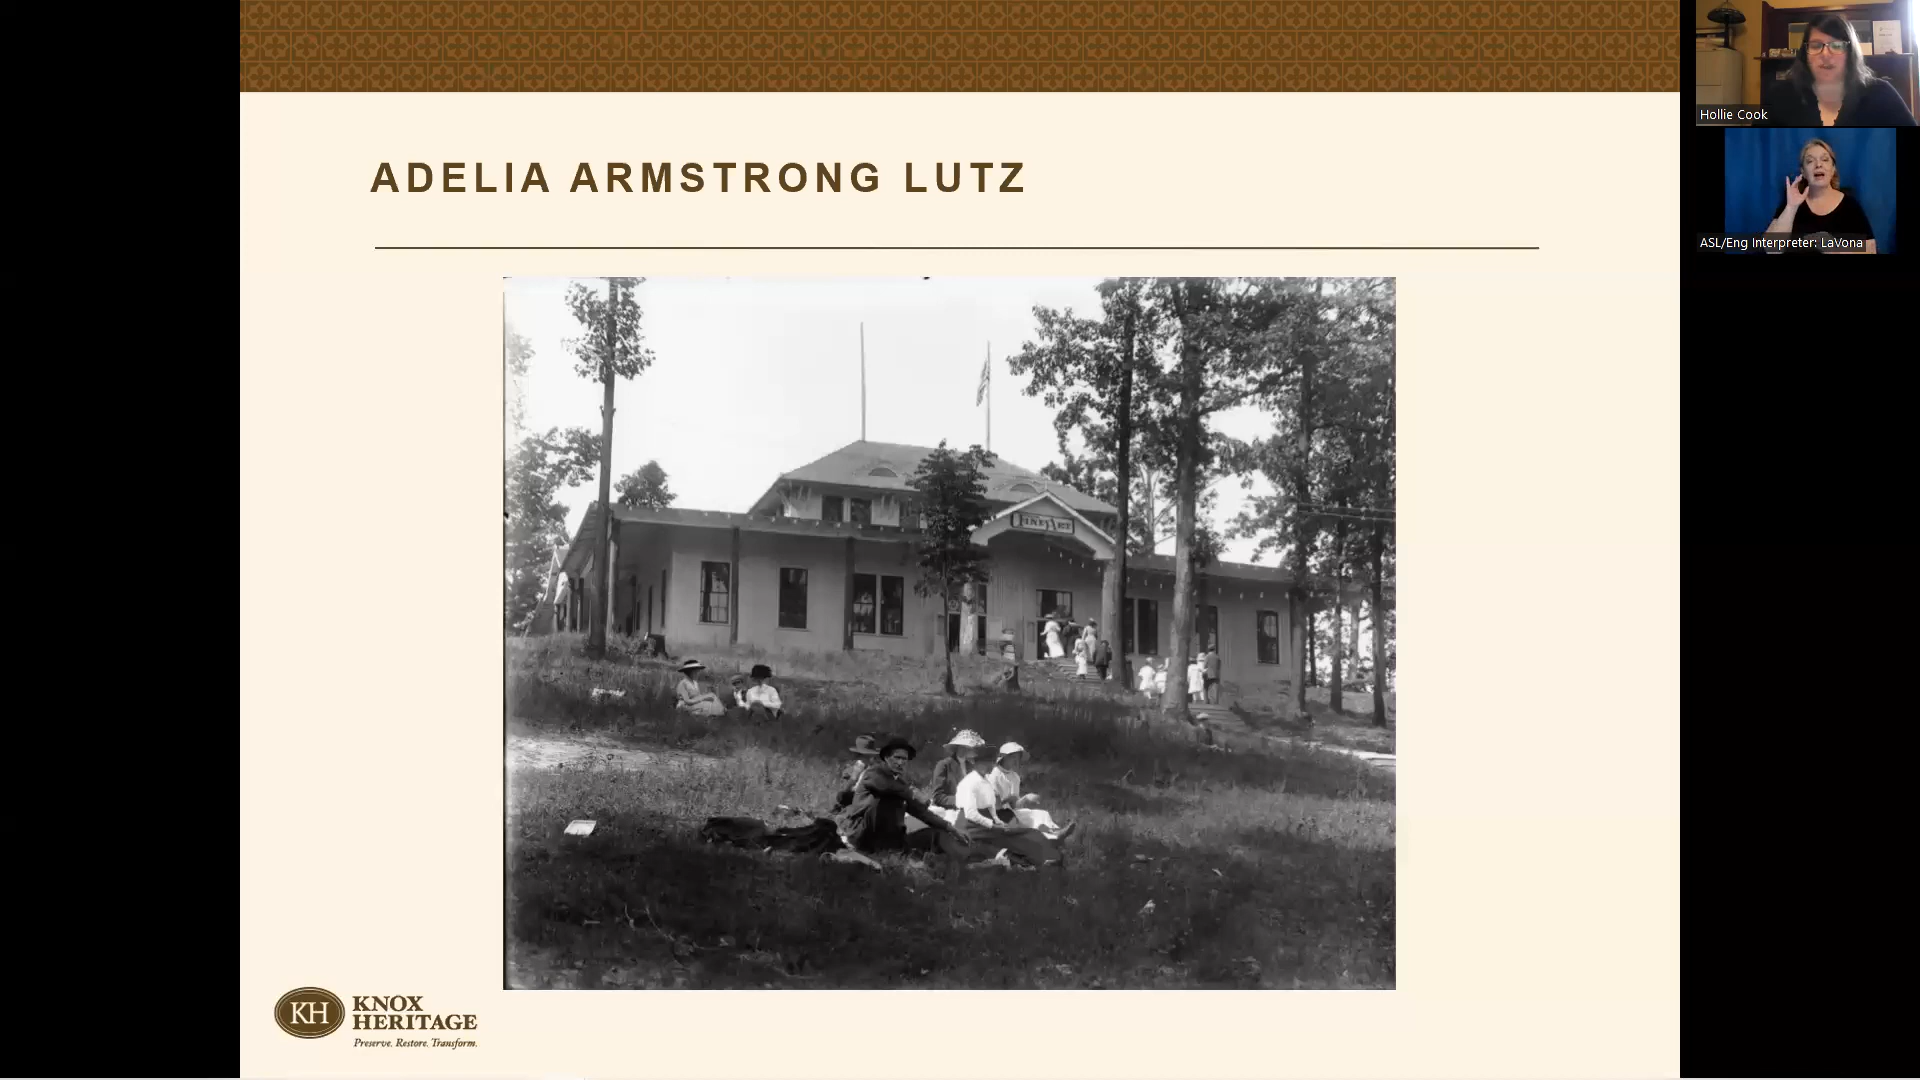 ADELIA ARMSTRONG LUTZ
FINE ART
KH
KNOX
HERITAGE
Preserve. Restore. Transform.
Hollie Cook
ASL/Eng Interpreter: LaVona